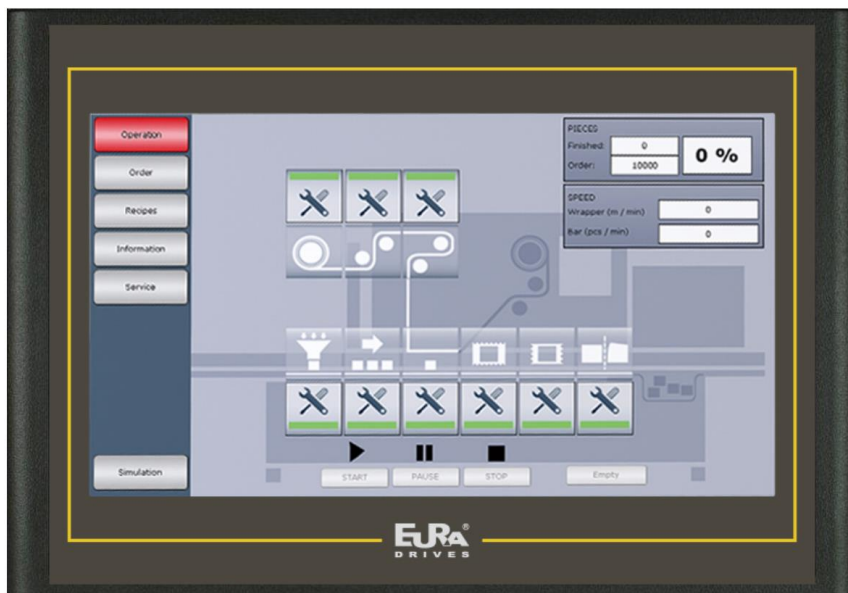 Operation
Order
Recipes
Information
Service
Simulation
PIECES
Finished: 0
Order: 10000
0 %
SPEED
Wrapper (m / min) 0
Bar (pcs / min) 0
START
PAUSE
STOP
Empty
EURA®
DRIVES